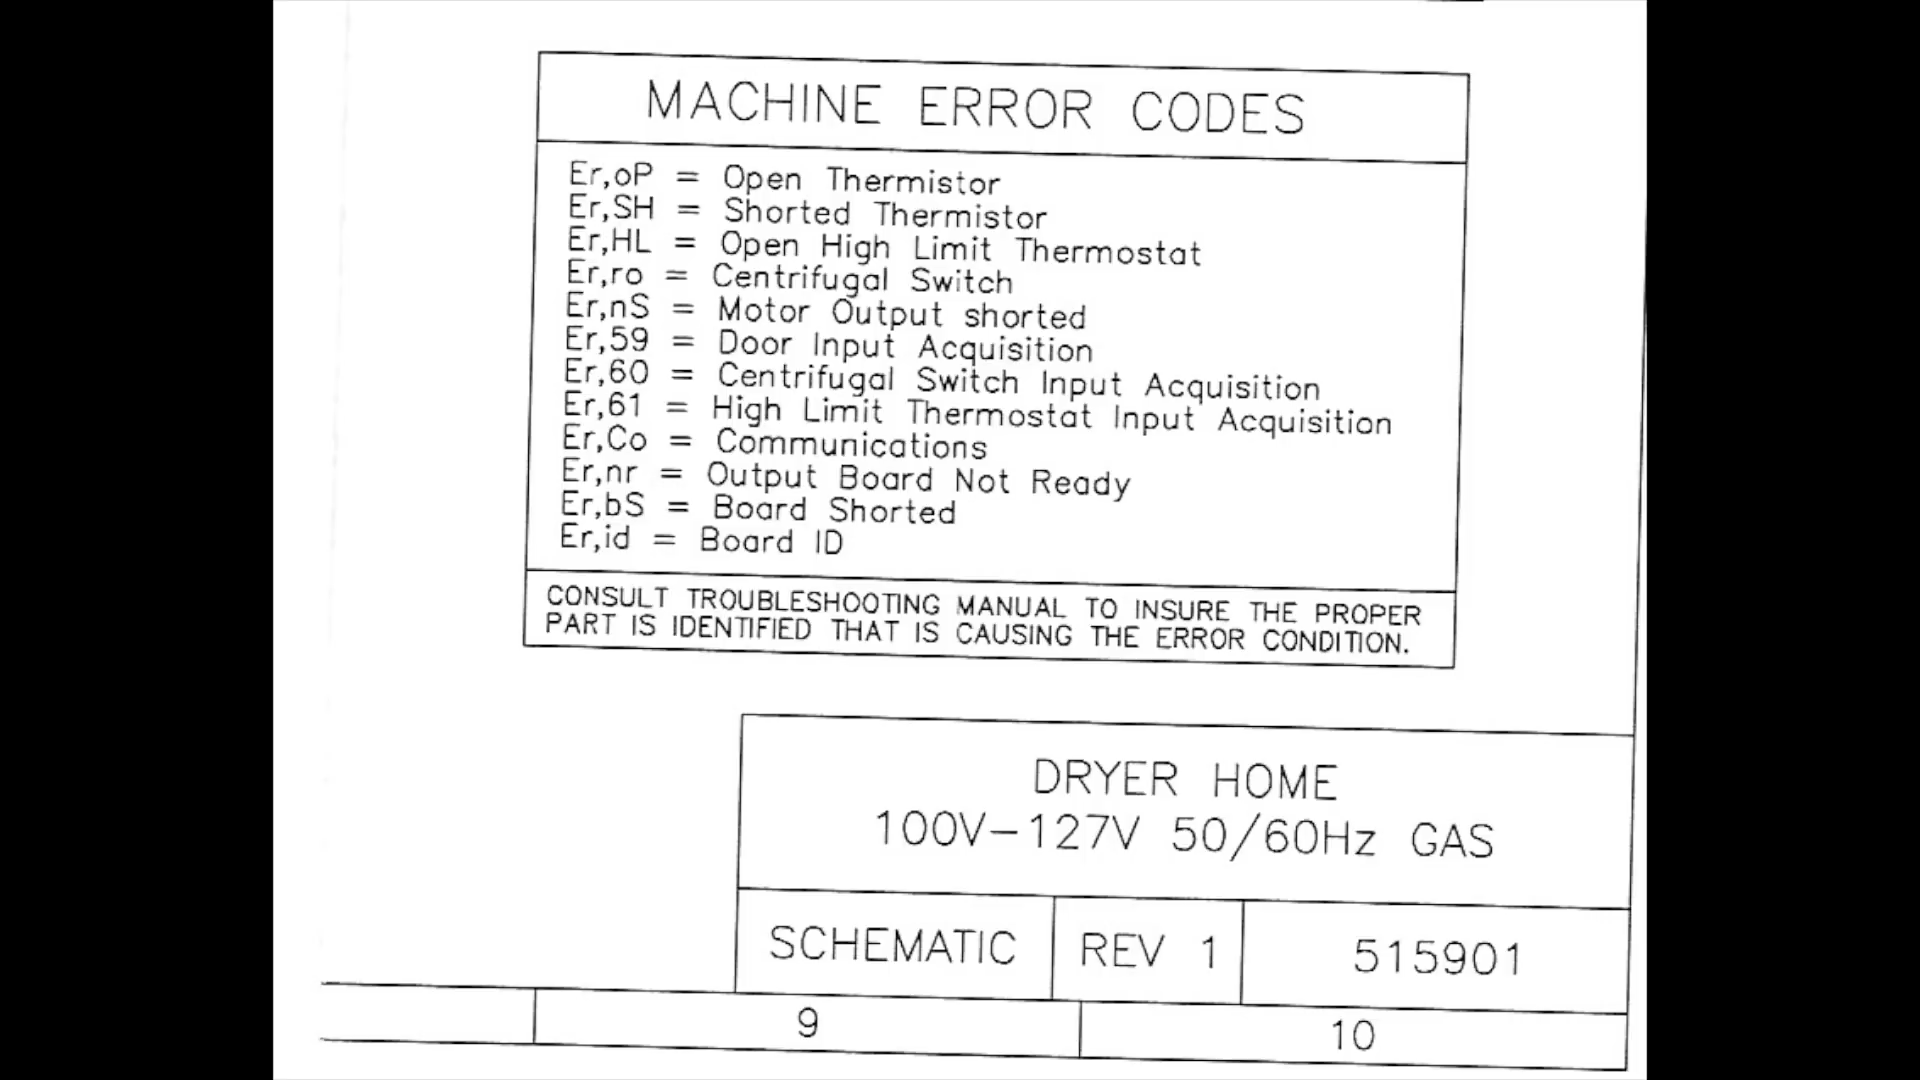 MACHINE ERROR CODES
Er,oP = Open Thermistor
Er,SH = Shorted Thermistor
Er,HL = Open High Limit Thermostat
Er,ro = Centrifugal Switch
Er,nS = Motor Output shorted
Er,59 = Door Input Acquisition
Er,60 = Centrifugal Switch Input Acquisition
Er,61 = High Limit Thermostat Input Acquisition
Er,Co = Communications
Er,nr = Output Board Not Ready
Er,bS = Board Shorted
Er,id = Board ID
CONSULT TROUBLESHOOTING MANUAL TO INSURE THE PROPER
PART IS IDENTIFIED THAT IS CAUSING THE ERROR CONDITION.
DRYER HOME
100V-127V 50/60Hz GAS
SCHEMATIC REV 1 515901
9 10